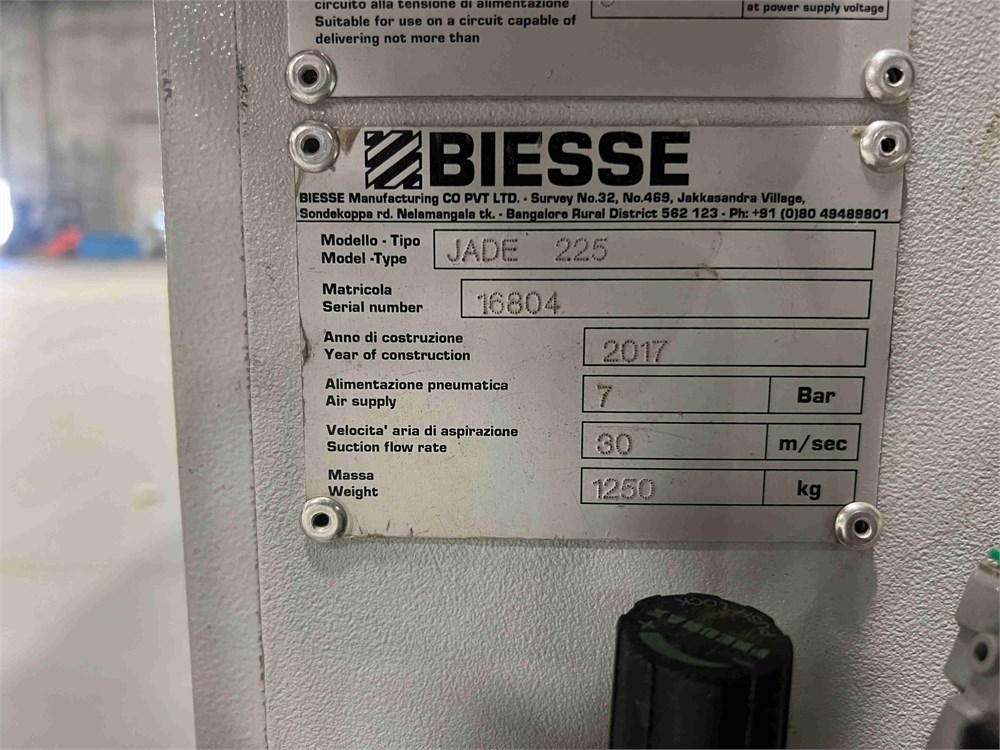 circuito alla tensione di alimentazione
Suitable for use on a circuit capable of
delivering not more than
at power supply voltage
BIESSE
BIESSE Manufacturing CO PVT LTD. - Survey No.32, No.469, Jakkasandra Village,
Sondekoppa rd. Nelamangala tk. - Bangalore Rural District 562 123 - Ph: +91 (0)80 49489801
Modello - Tipo
Model -Type
JADE 225
Matricola
Serial number
16804
Anno di costruzione
Year of construction
2017
Alimentazione pneumatica
Air supply
7 Bar
Velocita' aria di aspirazione
Suction flow rate
30 m/sec
Massa
Weight
1250 kg
PNEUMAX